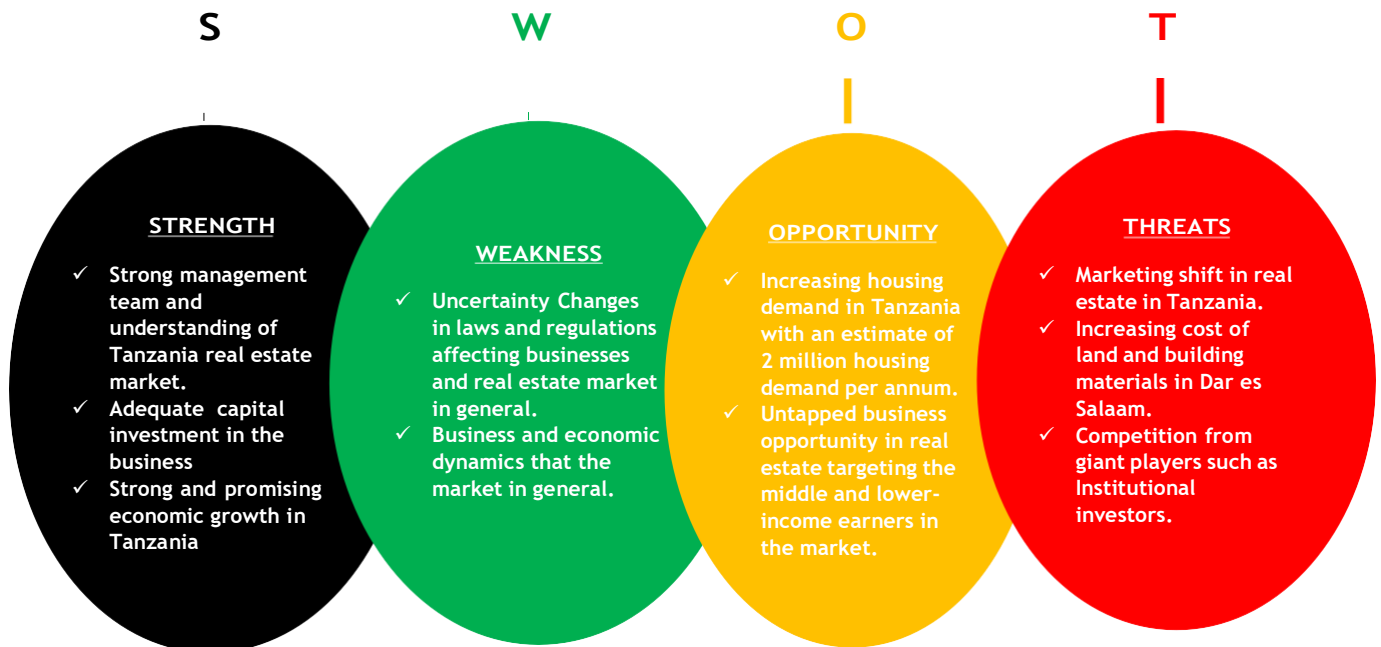 S
W
O
T
STRENGTH
✓ Strong management
team and
understanding of
Tanzania real estate
market.
✓ Adequate capital
investment in the
business
✓ Strong and promising
economic growth in
Tanzania
WEAKNESS
✓ Uncertainty Changes
in laws and regulations
affecting businesses
and real estate market
in general.
✓ Business and economic
dynamics that the
market in general.
OPPORTUNITY
✓ Increasing housing
demand in Tanzania
with an estimate of
2 million housing
demand per annum.
✓ Untapped business
opportunity in real
estate targeting the
middle and lower-
income earners in
the market.
THREATS
✓ Marketing shift in real
estate in Tanzania.
✓ Increasing cost of
land and building
materials in Dar es
Salaam.
✓ Competition from
giant players such as
Institutional
investors.